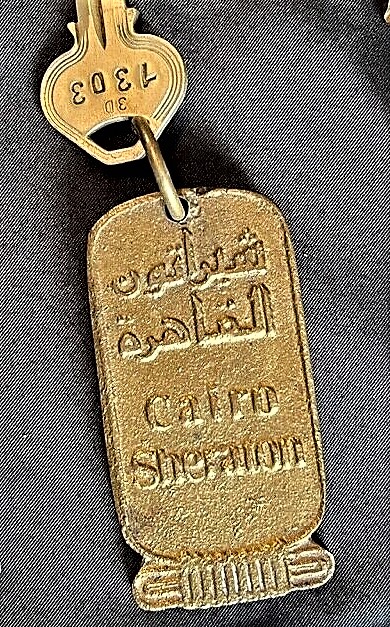 1303
3D
شيراتون
القاهرة
Cairo
Sheraton